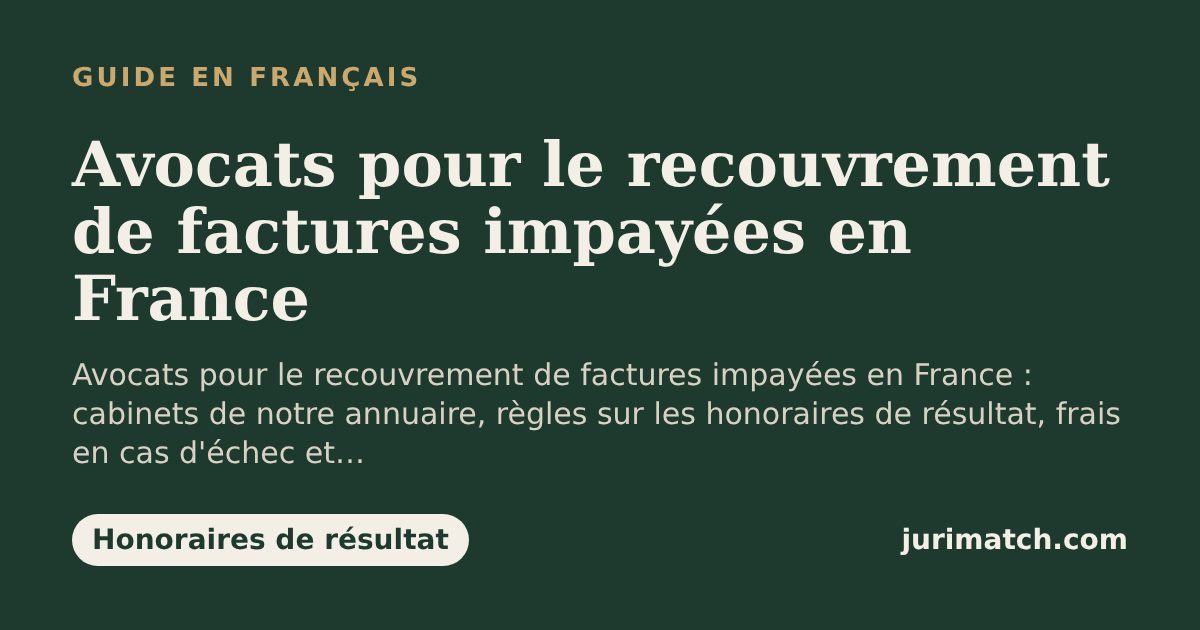 GUIDE EN FRANÇAIS
Avocats pour le recouvrement
de factures impayées en
France
Avocats pour le recouvrement de factures impayées en France :
cabinets de notre annuaire, règles sur les honoraires de résultat, frais
en cas d'échec et…
Honoraires de résultat
jurimatch.com